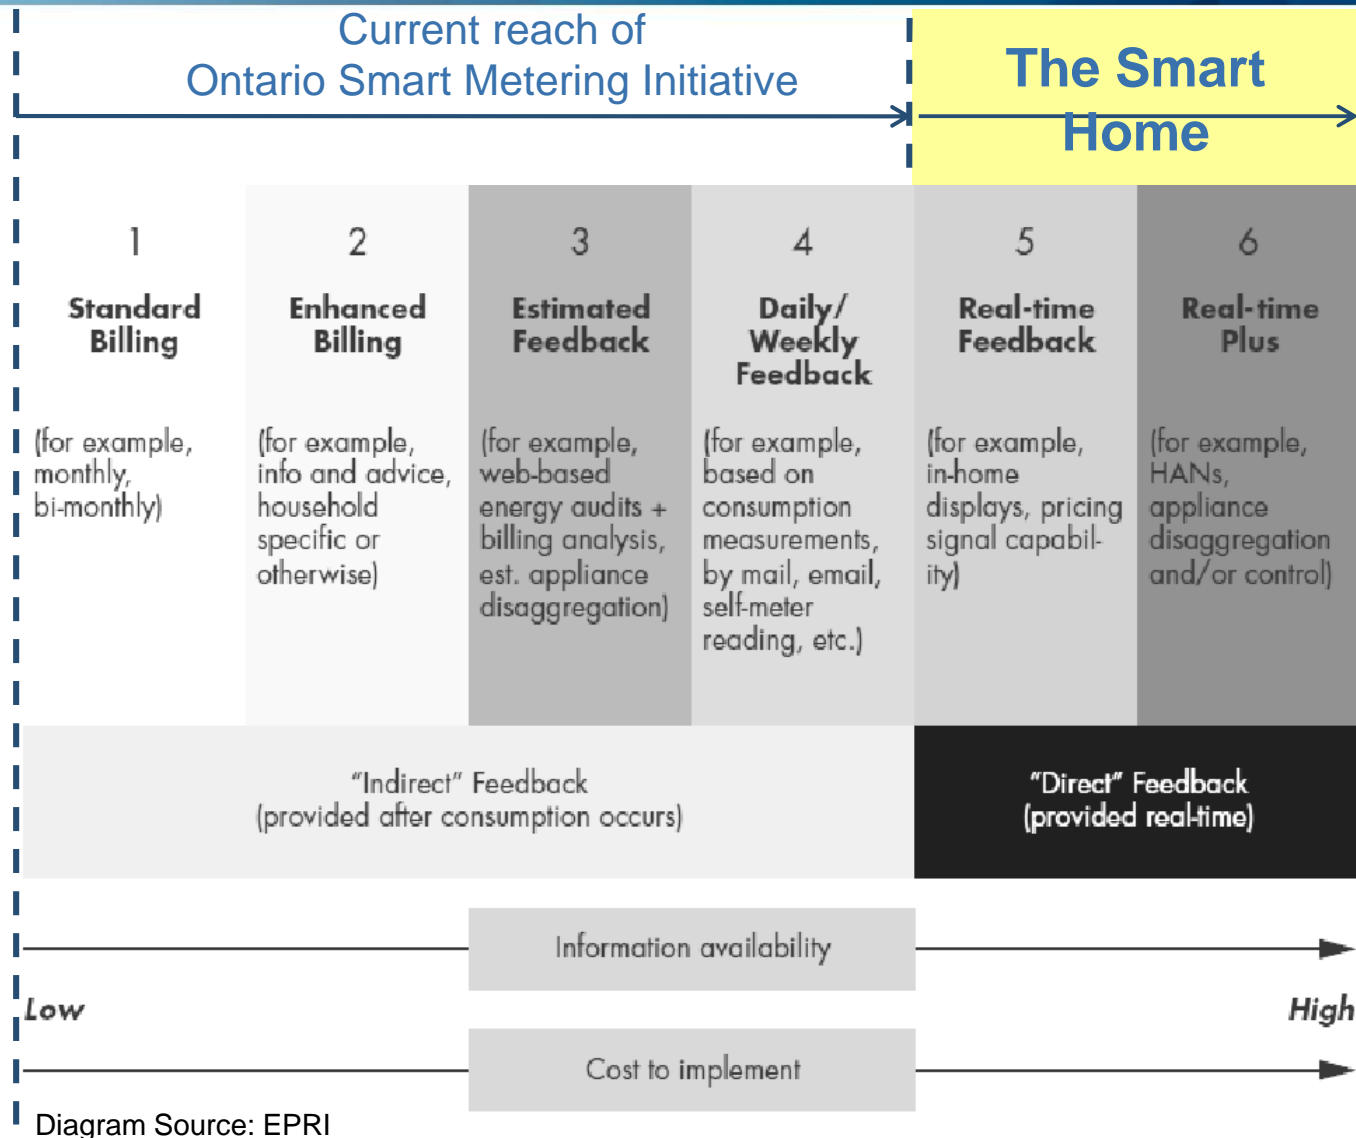 Current reach of
Ontario Smart Metering Initiative
The Smart
Home
1
Standard
Billing
(for example,
monthly,
bi-monthly)
2
Enhanced
Billing
(for example,
info and advice,
household
specific or
otherwise)
3
Estimated
Feedback
(for example,
web-based
energy audits +
billing analysis,
est. appliance
disaggregation)
4
Daily/
Weekly
Feedback
(for example,
based on
consumption
measurements,
by mail, email,
self-meter
reading, etc.)
5
Real-time
Feedback
(for example,
in-home
displays, pricing
signal capabil-
ity)
6
Real-time
Plus
(for example,
HANs,
appliance
disaggregation
and/or control)
“Indirect” Feedback
(provided after consumption occurs)
“Direct” Feedback
(provided real-time)
Information availability
Low
High
Cost to implement
Diagram Source: EPRI